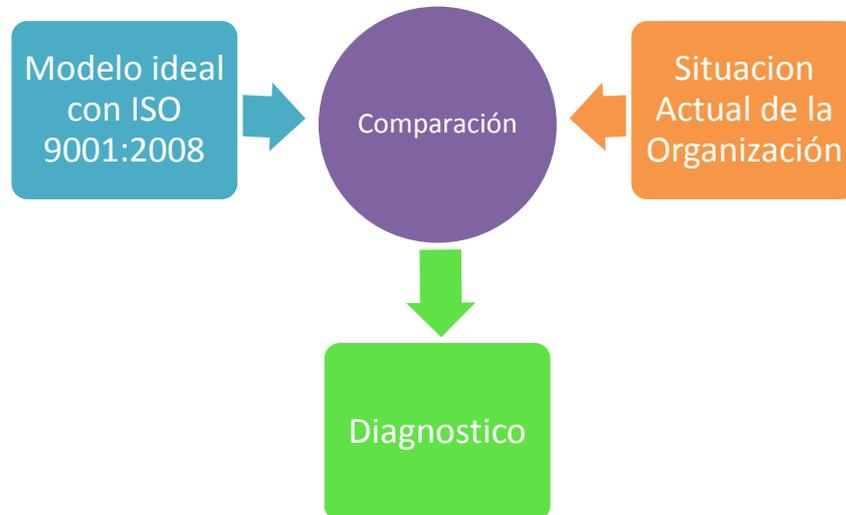 Modelo ideal
con ISO
9001:2008
Comparación
Situacion
Actual de la
Organización
Diagnostico